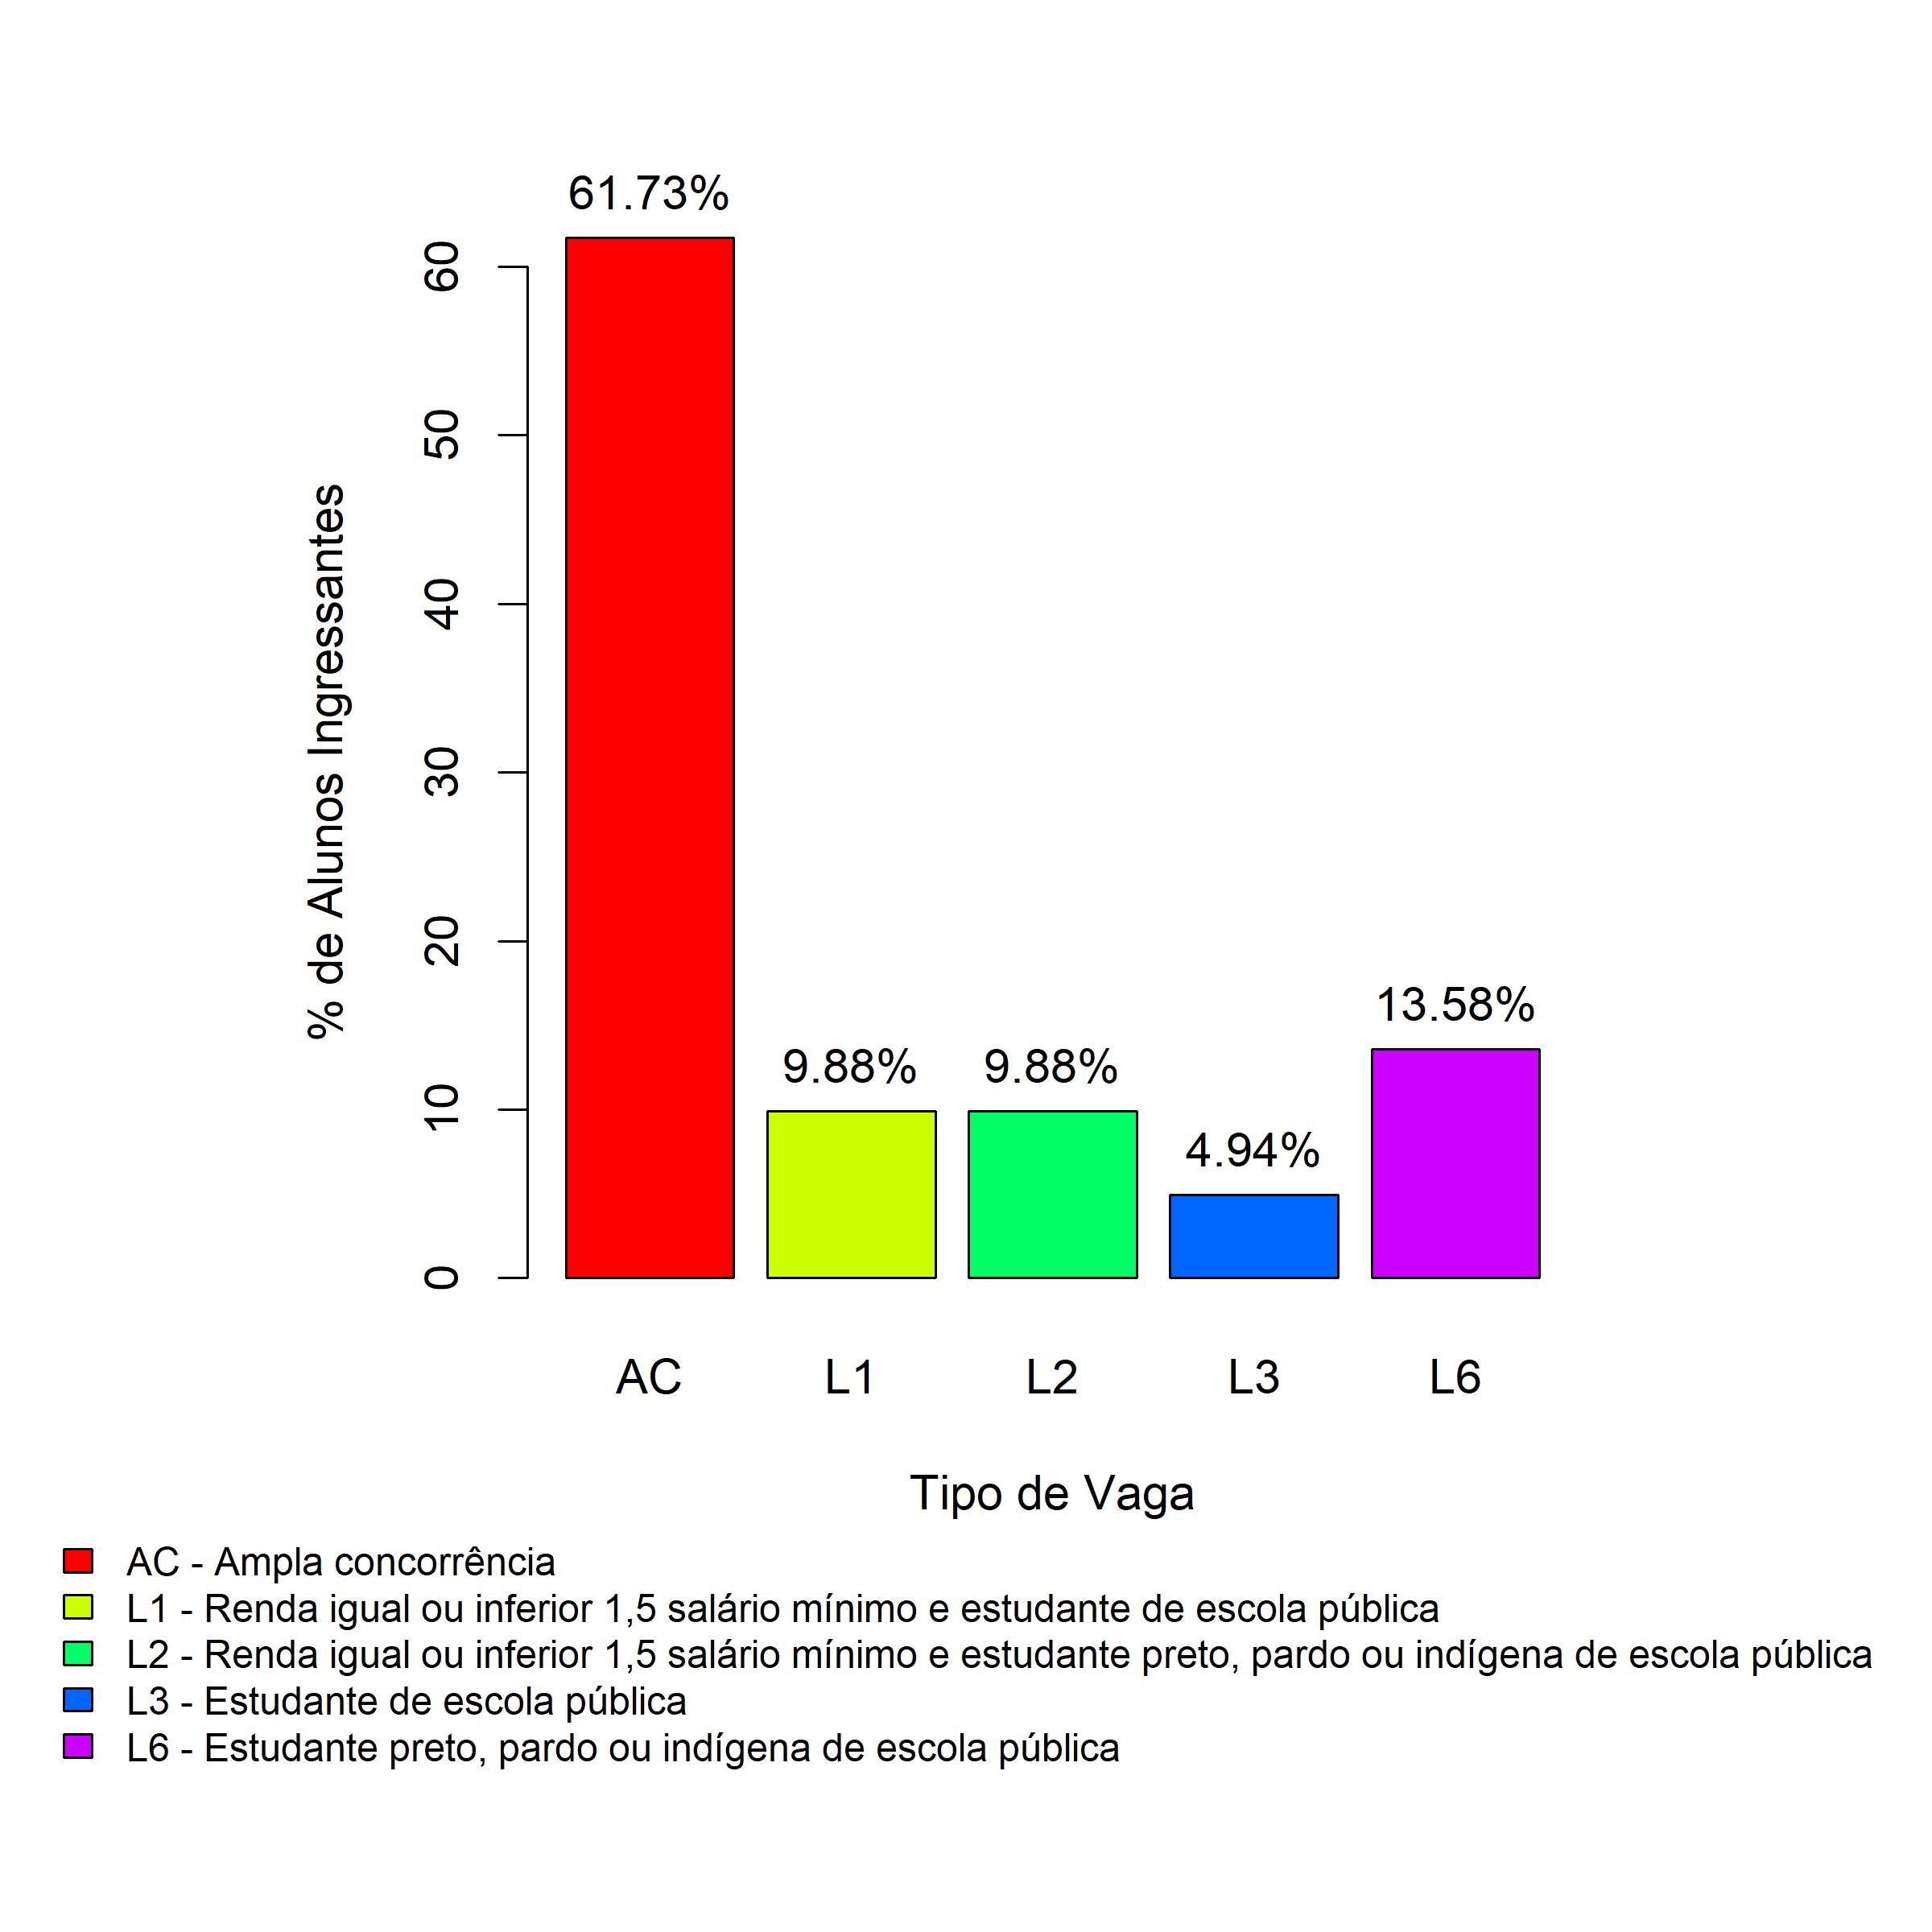 61.73%
60
50
40
30
20
10
0
% de Alunos Ingressantes
13.58%
9.88%
9.88%
4.94%
AC
L1
L2
L3
L6
Tipo de Vaga
AC - Ampla concorrência
L1 - Renda igual ou inferior 1,5 salário mínimo e estudante de escola pública
L2 - Renda igual ou inferior 1,5 salário mínimo e estudante preto, pardo ou indígena de escola pública
L3 - Estudante de escola pública
L6 - Estudante preto, pardo ou indígena de escola pública